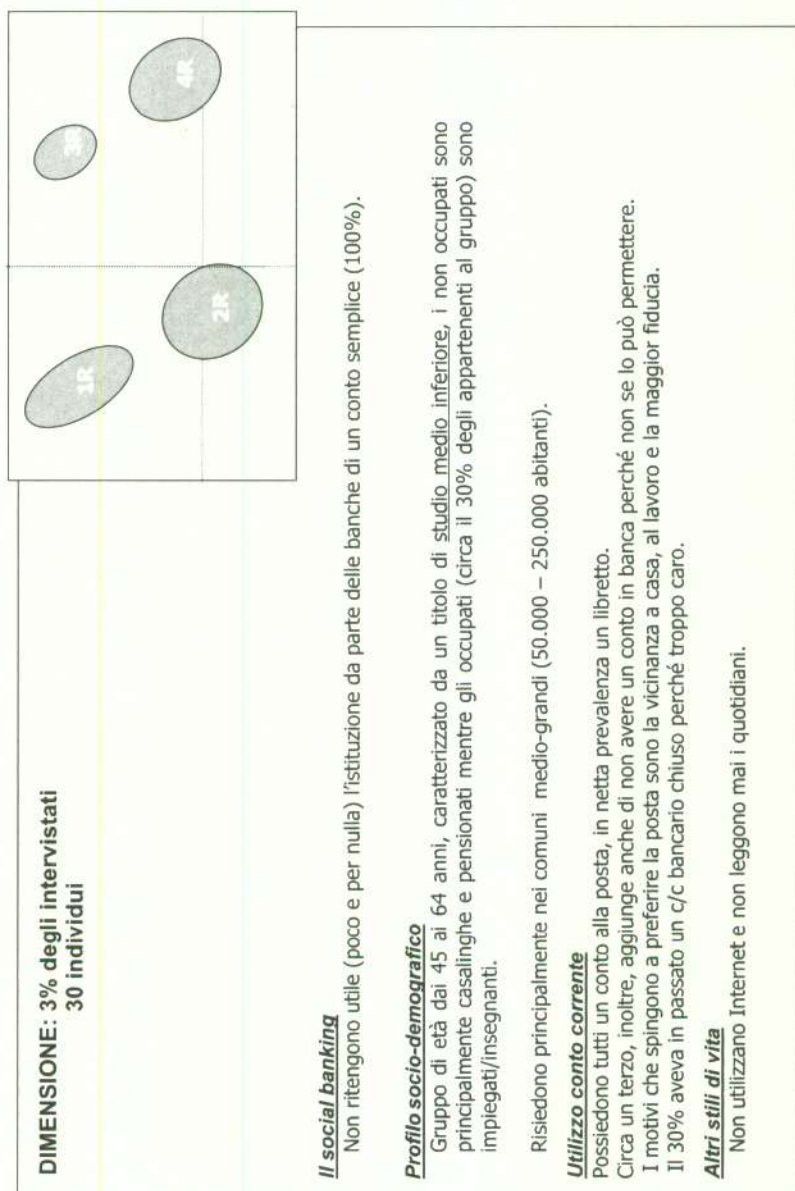 DIMENSIONE: 3% degli intervistati
30 individui
1R
2R
3R
4R
Il social banking
Non ritengono utile (poco e per nulla) l'istituzione da parte delle banche di un conto semplice (100%).
Profilo socio-demografico
Gruppo di età dai 45 ai 64 anni, caratterizzato da un titolo di studio medio inferiore, i non occupati sono
principalmente casalinghe e pensionati mentre gli occupati (circa il 30% degli appartenenti al gruppo) sono
impiegati/insegnanti.
Risiedono principalmente nei comuni medio-grandi (50.000 – 250.000 abitanti).
Utilizzo conto corrente
Possiedono tutti un conto alla posta, in netta prevalenza un libretto.
Circa un terzo, inoltre, aggiunge anche di non avere un conto in banca perché non se lo può permettere.
I motivi che spingono a preferire la posta sono la vicinanza a casa, al lavoro e la maggior fiducia.
Il 30% aveva in passato un c/c bancario chiuso perché troppo caro.
Altri stili di vita
Non utilizzano Internet e non leggono mai i quotidiani.